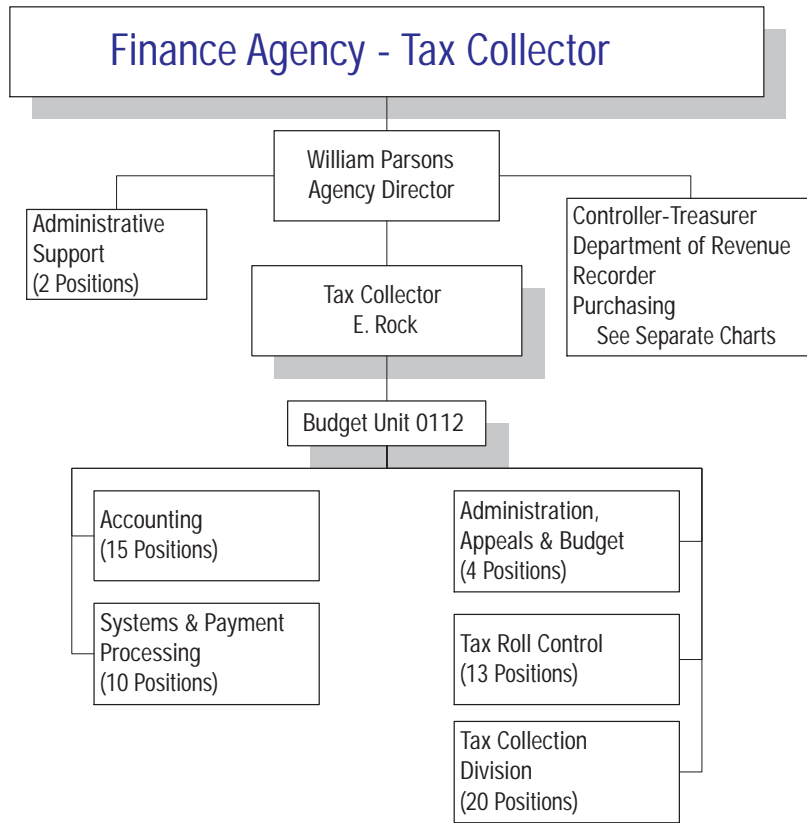 Finance Agency - Tax Collector
William Parsons
Agency Director
Administrative
Support
(2 Positions)
Controller-Treasurer
Department of Revenue
Recorder
Purchasing
See Separate Charts
Tax Collector
E. Rock
Budget Unit 0112
Accounting
(15 Positions)
Systems & Payment
Processing
(10 Positions)
Administration,
Appeals & Budget
(4 Positions)
Tax Roll Control
(13 Positions)
Tax Collection
Division
(20 Positions)